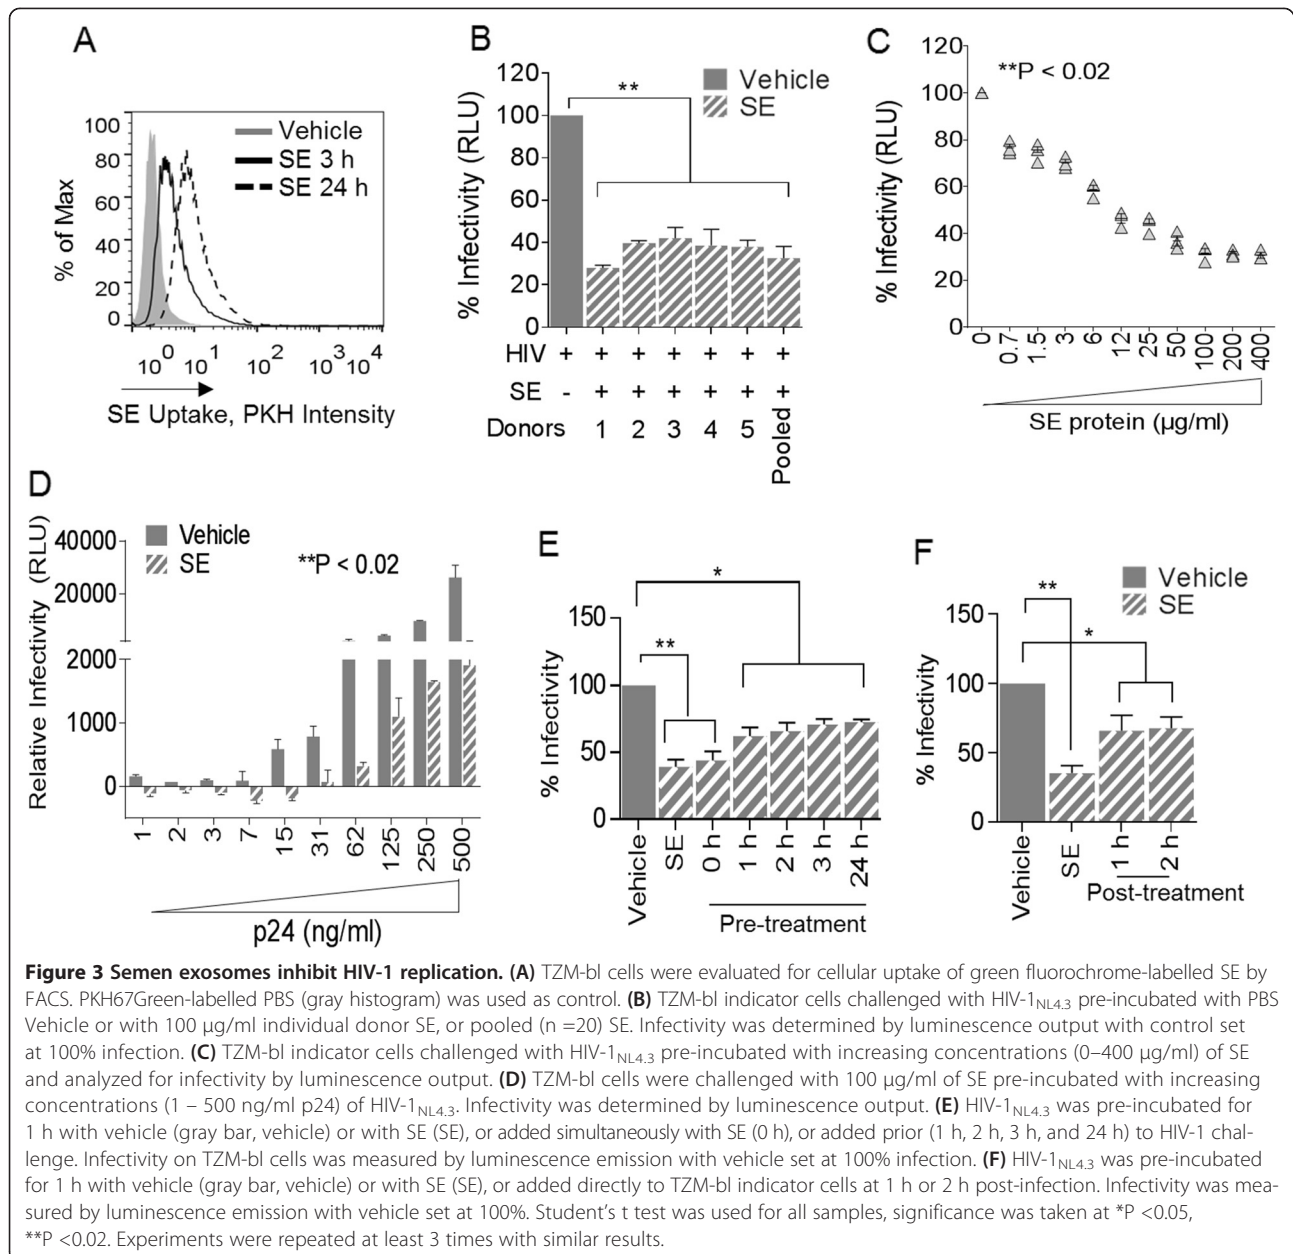 A
100
80
60
40
20
0
% of Max
Vehicle
SE 3 h
SE 24 h
10^0 10^1 10^2 10^3 10^4
SE Uptake, PKH Intensity
B
120
100
80
60
40
20
0
% Infectivity (RLU)
Vehicle
SE
**
HIV + + + + + + +
SE - + + + + + +
Donors 1 2 3 4 5 Pooled
C
120
100
80
60
40
20
0
% Infectivity (RLU)
**P < 0.02
0 0.7 1.5 3 6 12 25 50 100 200 400
SE protein (µg/ml)
D
40000
20000
2000
1000
0
Relative Infectivity (RLU)
Vehicle
SE
**P < 0.02
1 2 3 7 15 31 62 125 250 500
p24 (ng/ml)
E
150
100
50
0
% Infectivity
*
**
Vehicle SE 0 h 1 h 2 h 3 h 24 h
Pre-treatment
F
150
100
50
0
% Infectivity
Vehicle
SE
**
*
Vehicle SE 1 h 2 h
Post-treatment
Figure 3 Semen exosomes inhibit HIV-1 replication. (A) TZM-bl cells were evaluated for cellular uptake of green fluorochrome-labelled SE by
FACS. PKH67Green-labelled PBS (gray histogram) was used as control. (B) TZM-bl indicator cells challenged with HIV-1NL4.3 pre-incubated with PBS
Vehicle or with 100 µg/ml individual donor SE, or pooled (n =20) SE. Infectivity was determined by luminescence output with control set
at 100% infection. (C) TZM-bl indicator cells challenged with HIV-1NL4.3 pre-incubated with increasing concentrations (0–400 µg/ml) of SE
and analyzed for infectivity by luminescence output. (D) TZM-bl cells were challenged with 100 µg/ml of SE pre-incubated with increasing
concentrations (1 – 500 ng/ml p24) of HIV-1NL4.3. Infectivity was determined by luminescence output. (E) HIV-1NL4.3 was pre-incubated for
1 h with vehicle (gray bar, vehicle) or with SE (SE), or added simultaneously with SE (0 h), or added prior (1 h, 2 h, 3 h, and 24 h) to HIV-1 chal-
lenge. Infectivity on TZM-bl cells was measured by luminescence emission with vehicle set at 100% infection. (F) HIV-1NL4.3 was pre-incubated
for 1 h with vehicle (gray bar, vehicle) or with SE (SE), or added directly to TZM-bl indicator cells at 1 h or 2 h post-infection. Infectivity was mea-
sured by luminescence emission with vehicle set at 100%. Student's t test was used for all samples, significance was taken at *P <0.05,
**P <0.02. Experiments were repeated at least 3 times with similar results.